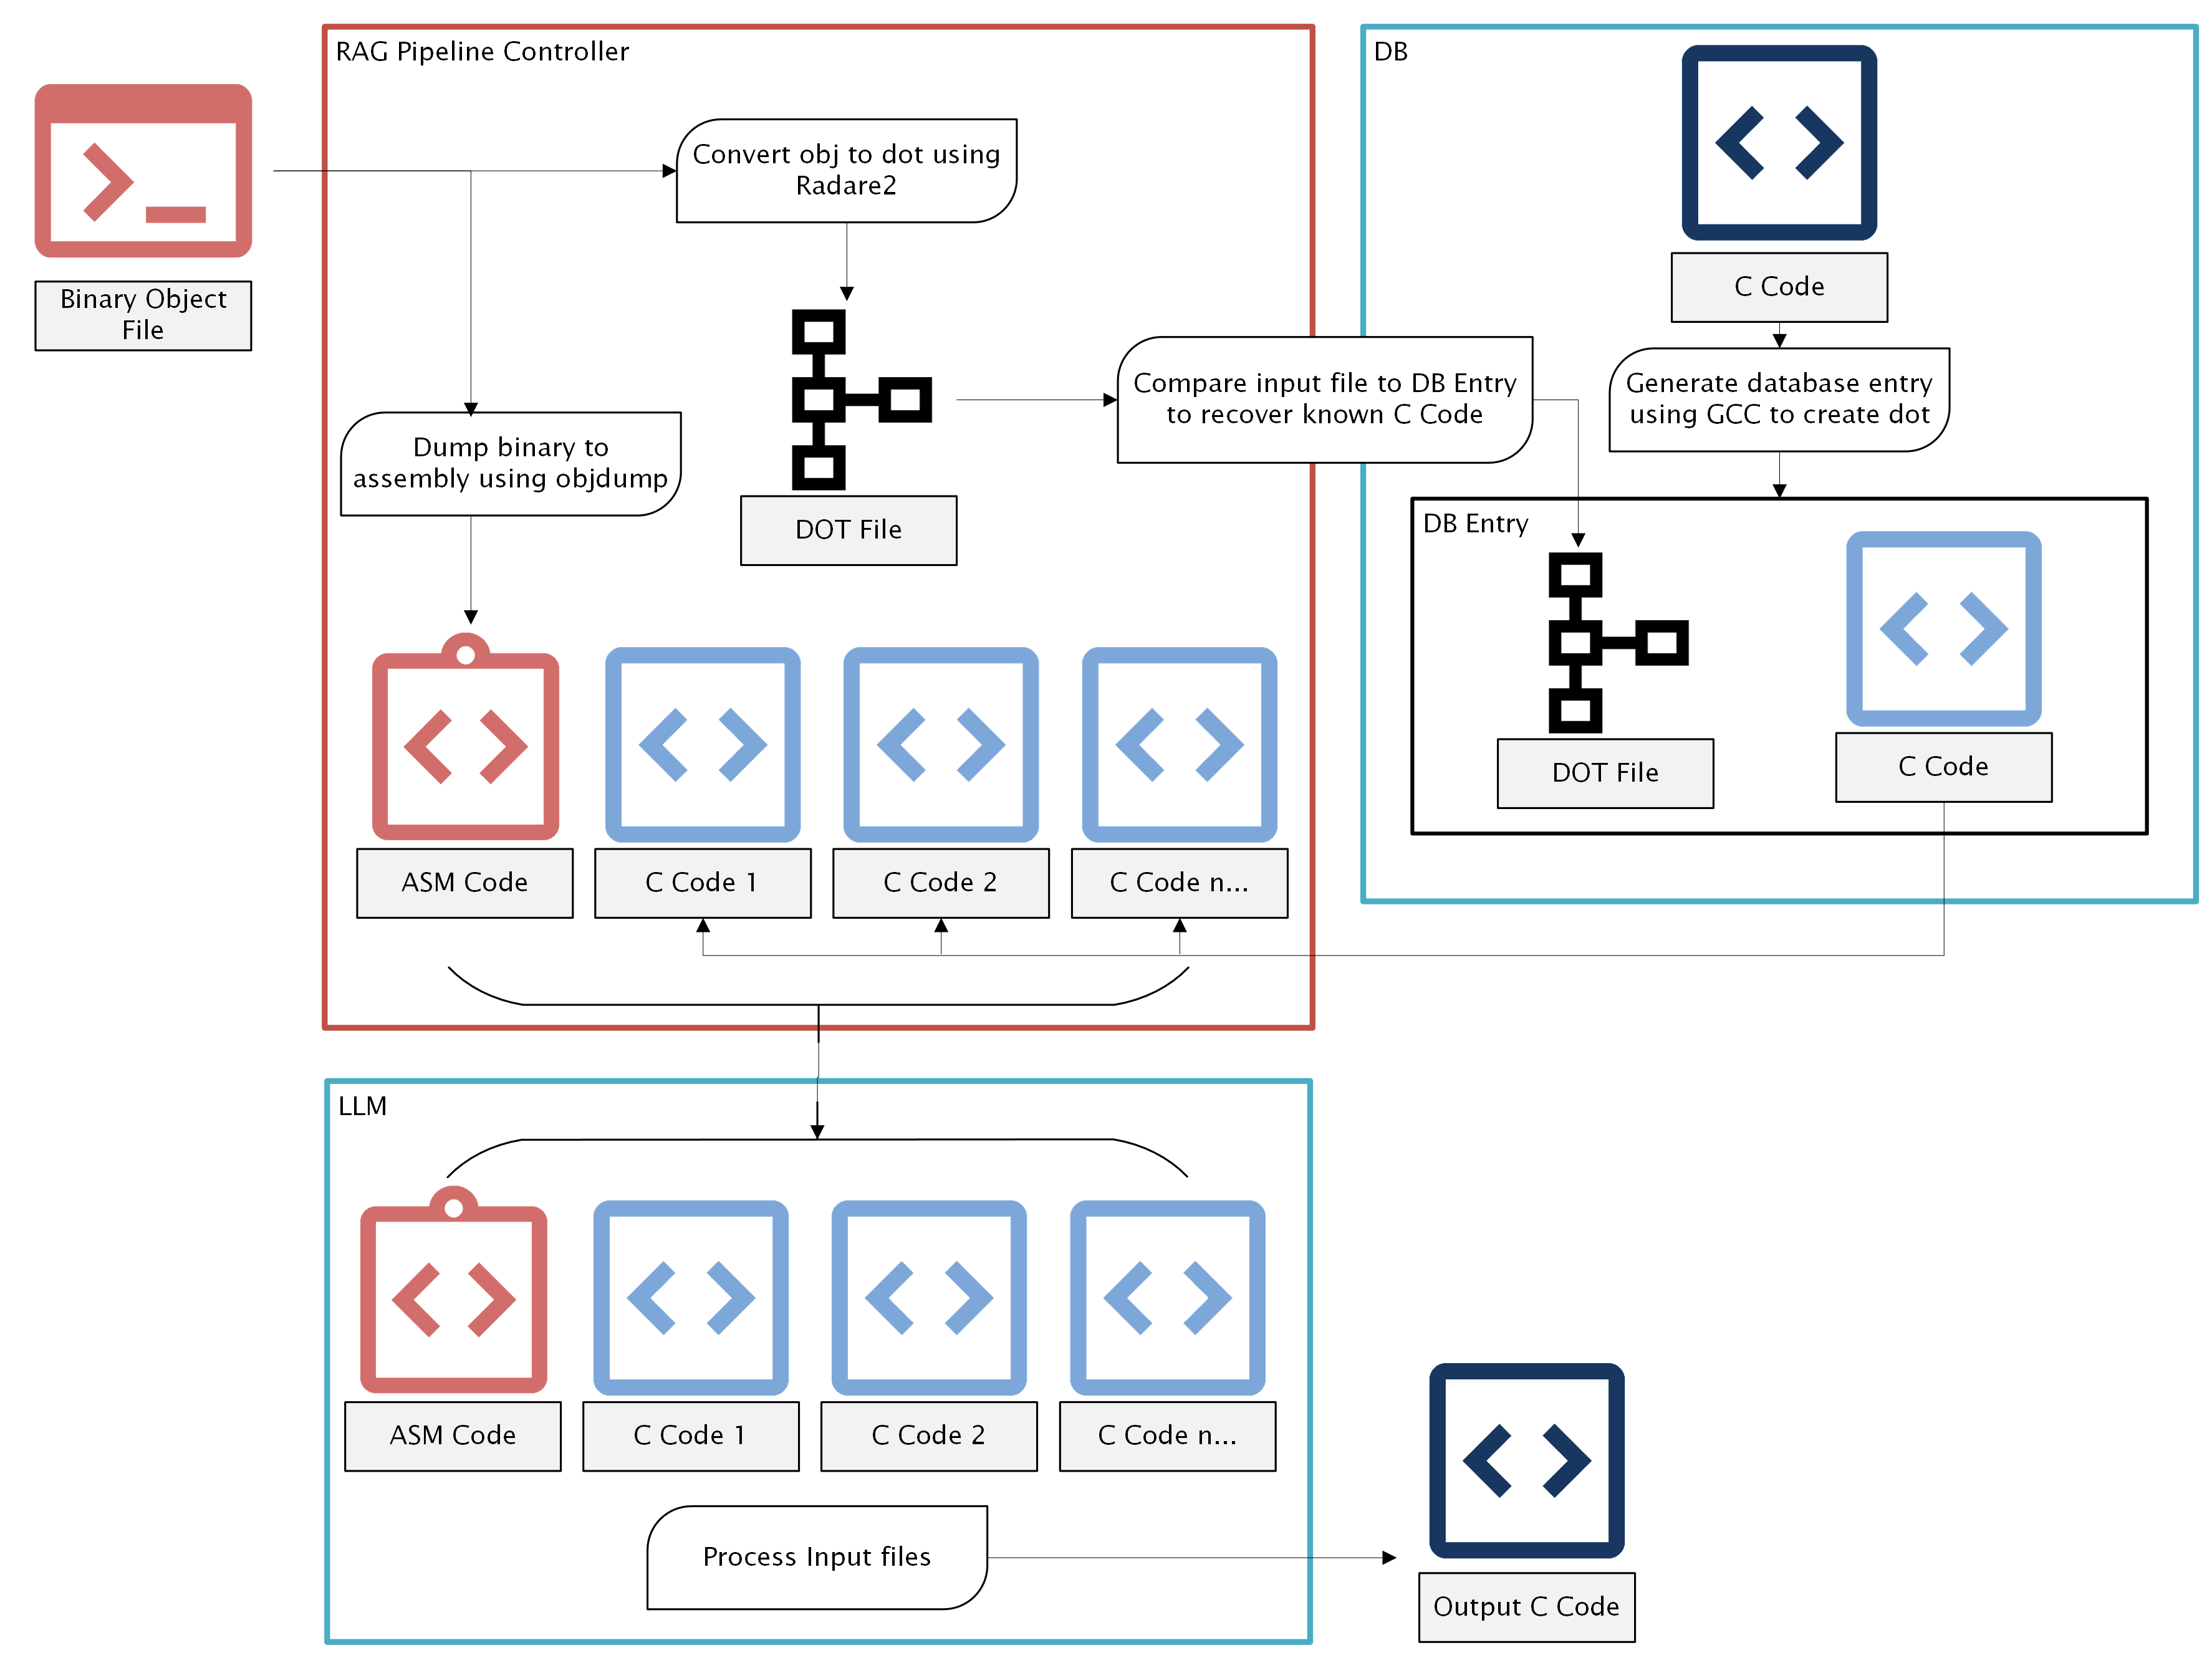 RAG Pipeline Controller
DB
Binary Object
File
Convert obj to dot using
Radare2
C Code
Compare input file to DB Entry
to recover known C Code
Generate database entry
using GCC to create dot
Dump binary to
assembly using objdump
DOT File
DB Entry
DOT File
C Code
ASM Code
C Code 1
C Code 2
C Code n...
LLM
ASM Code
C Code 1
C Code 2
C Code n...
Process Input files
Output C Code